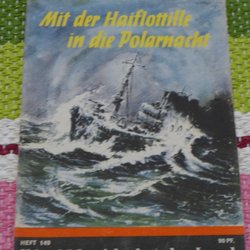 Mit der Haiflottille
in die Polarnacht
HEFT 149
90 PF.